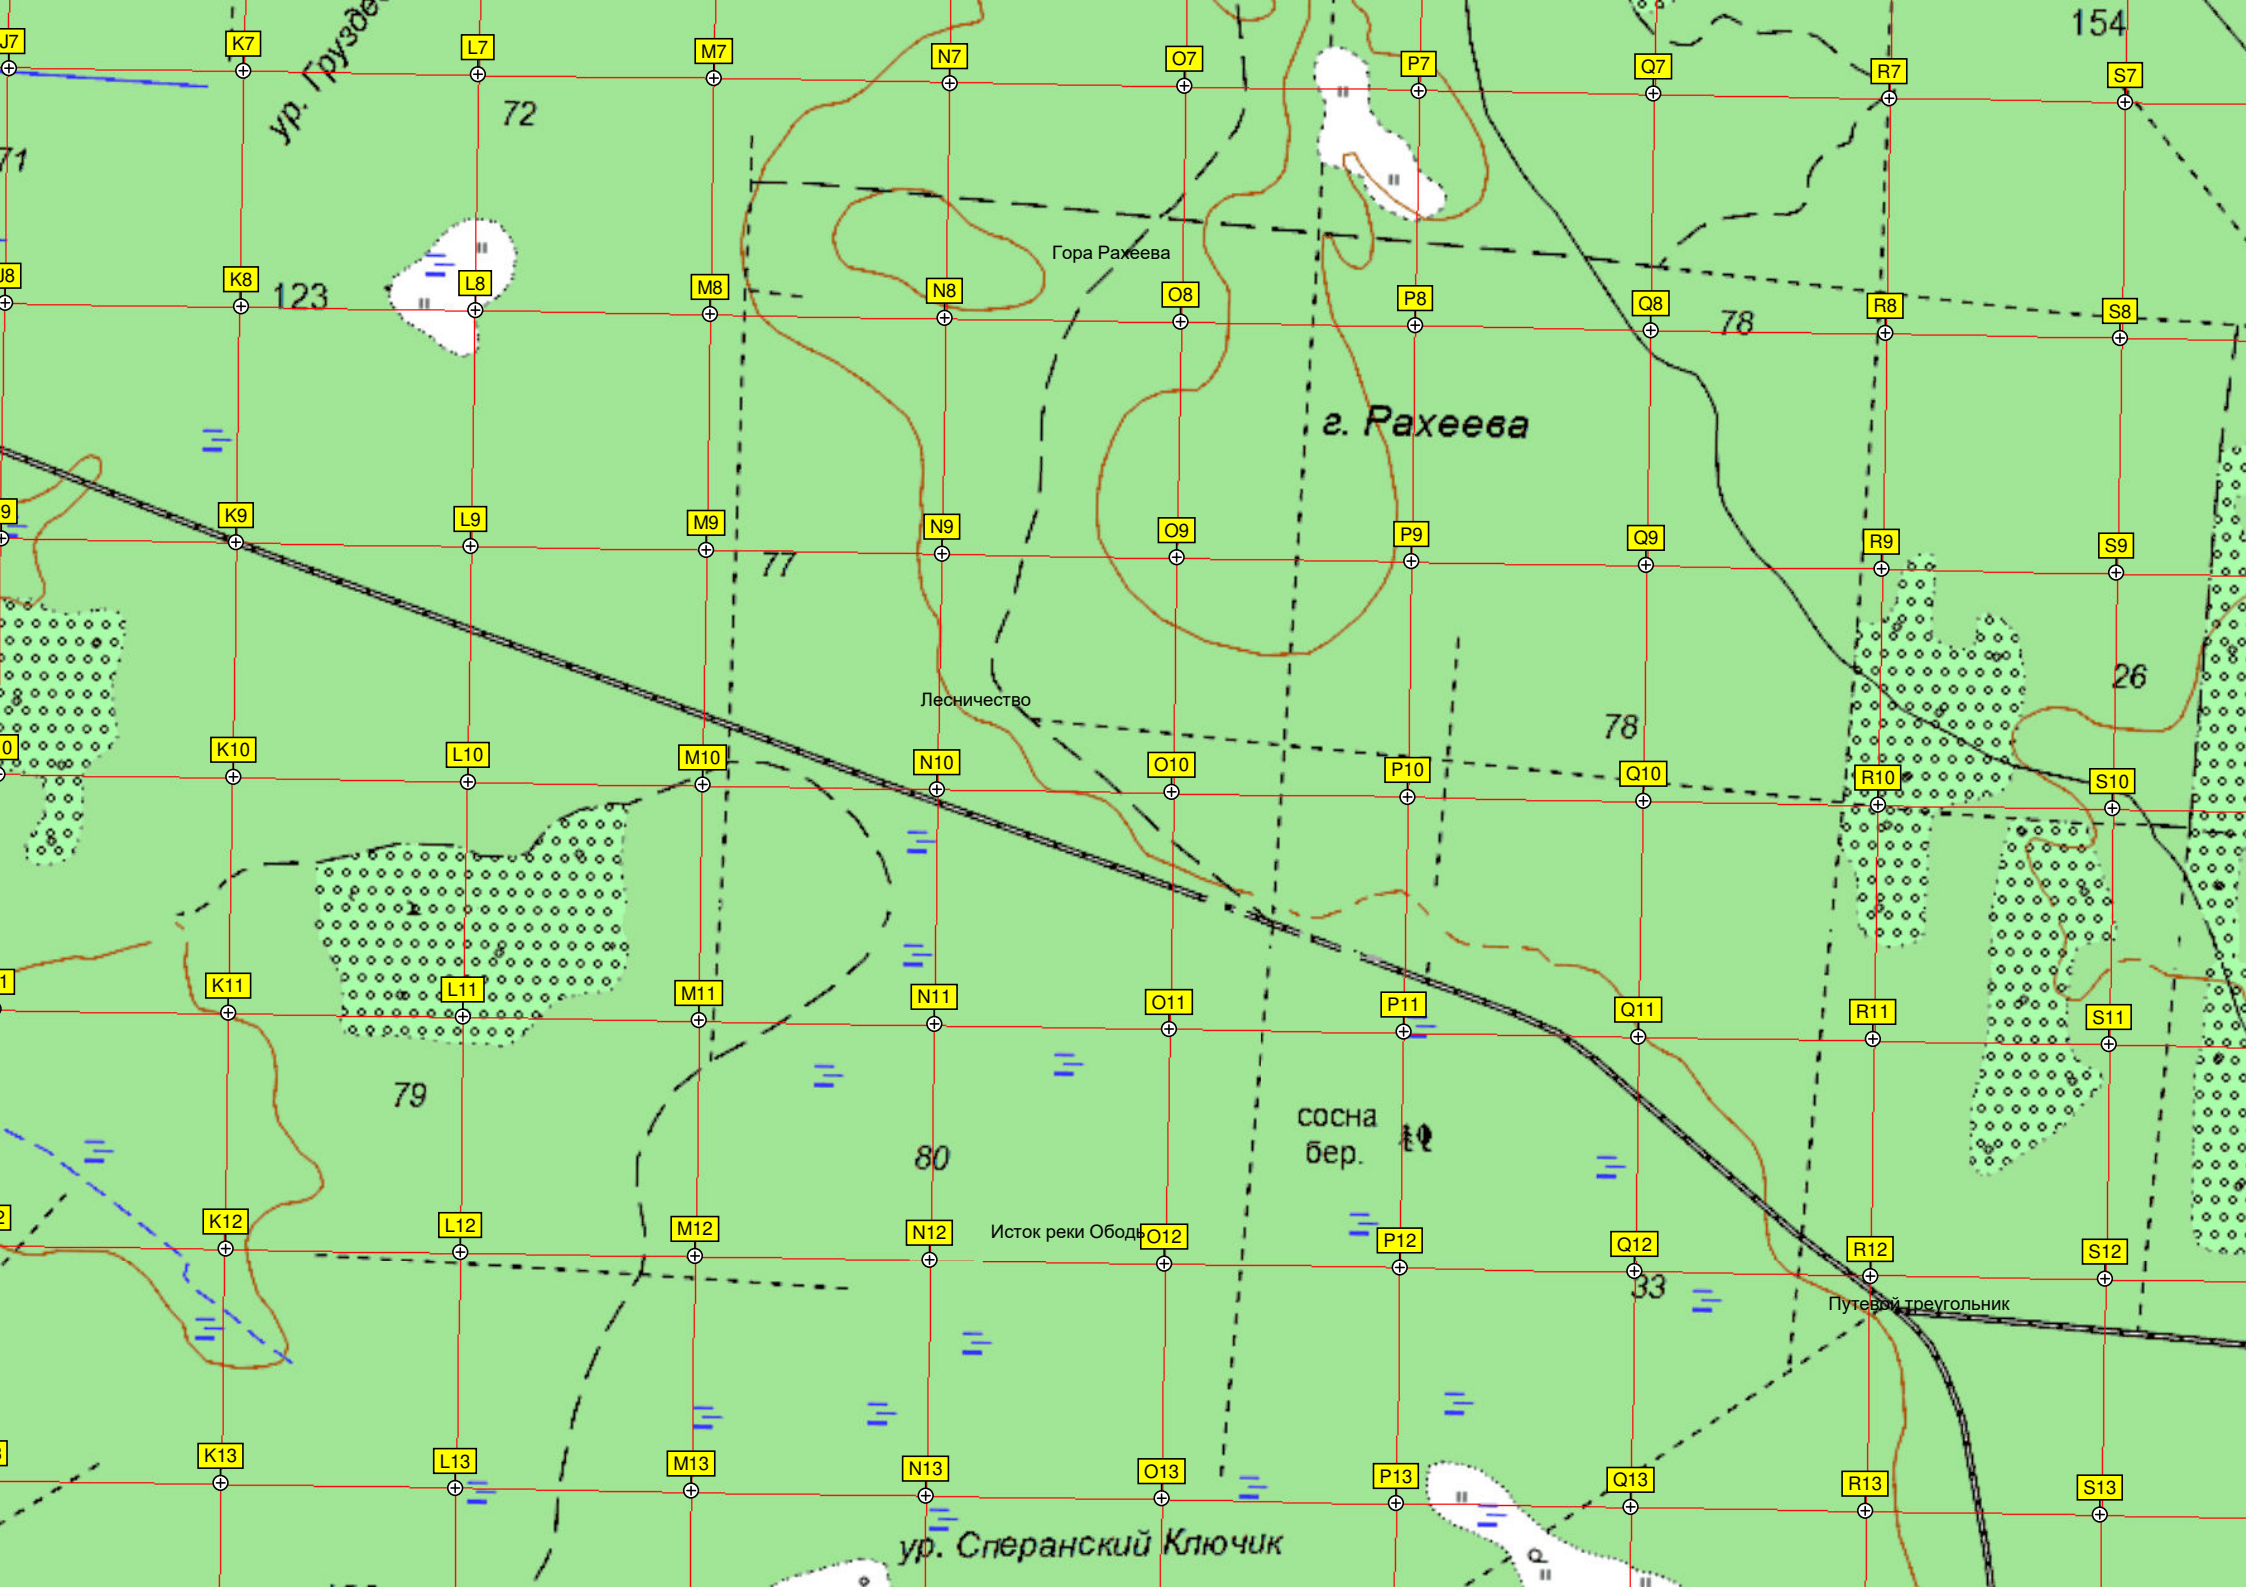 154
ур. Груздев
J7 K7 L7 M7 N7 O7 P7 Q7 R7 S7
72
71
Гора Рахеева
J8 K8 L8 M8 N8 O8 P8 Q8 R8 S8
123
78
г. Рахеева
9 K9 L9 M9 N9 O9 P9 Q9 R9 S9
77
26
Лесничество
78
0 K10 L10 M10 N10 O10 P10 Q10 R10 S10
1 K11 L11 M11 N11 O11 P11 Q11 R11 S11
79
сосна
бер.
80
2 K12 L12 M12 N12 O12 P12 Q12 R12 S12
Исток реки Ободь
33
Путевой треугольник
K13 L13 M13 N13 O13 P13 Q13 R13 S13
ур. Сперанский Ключик
р